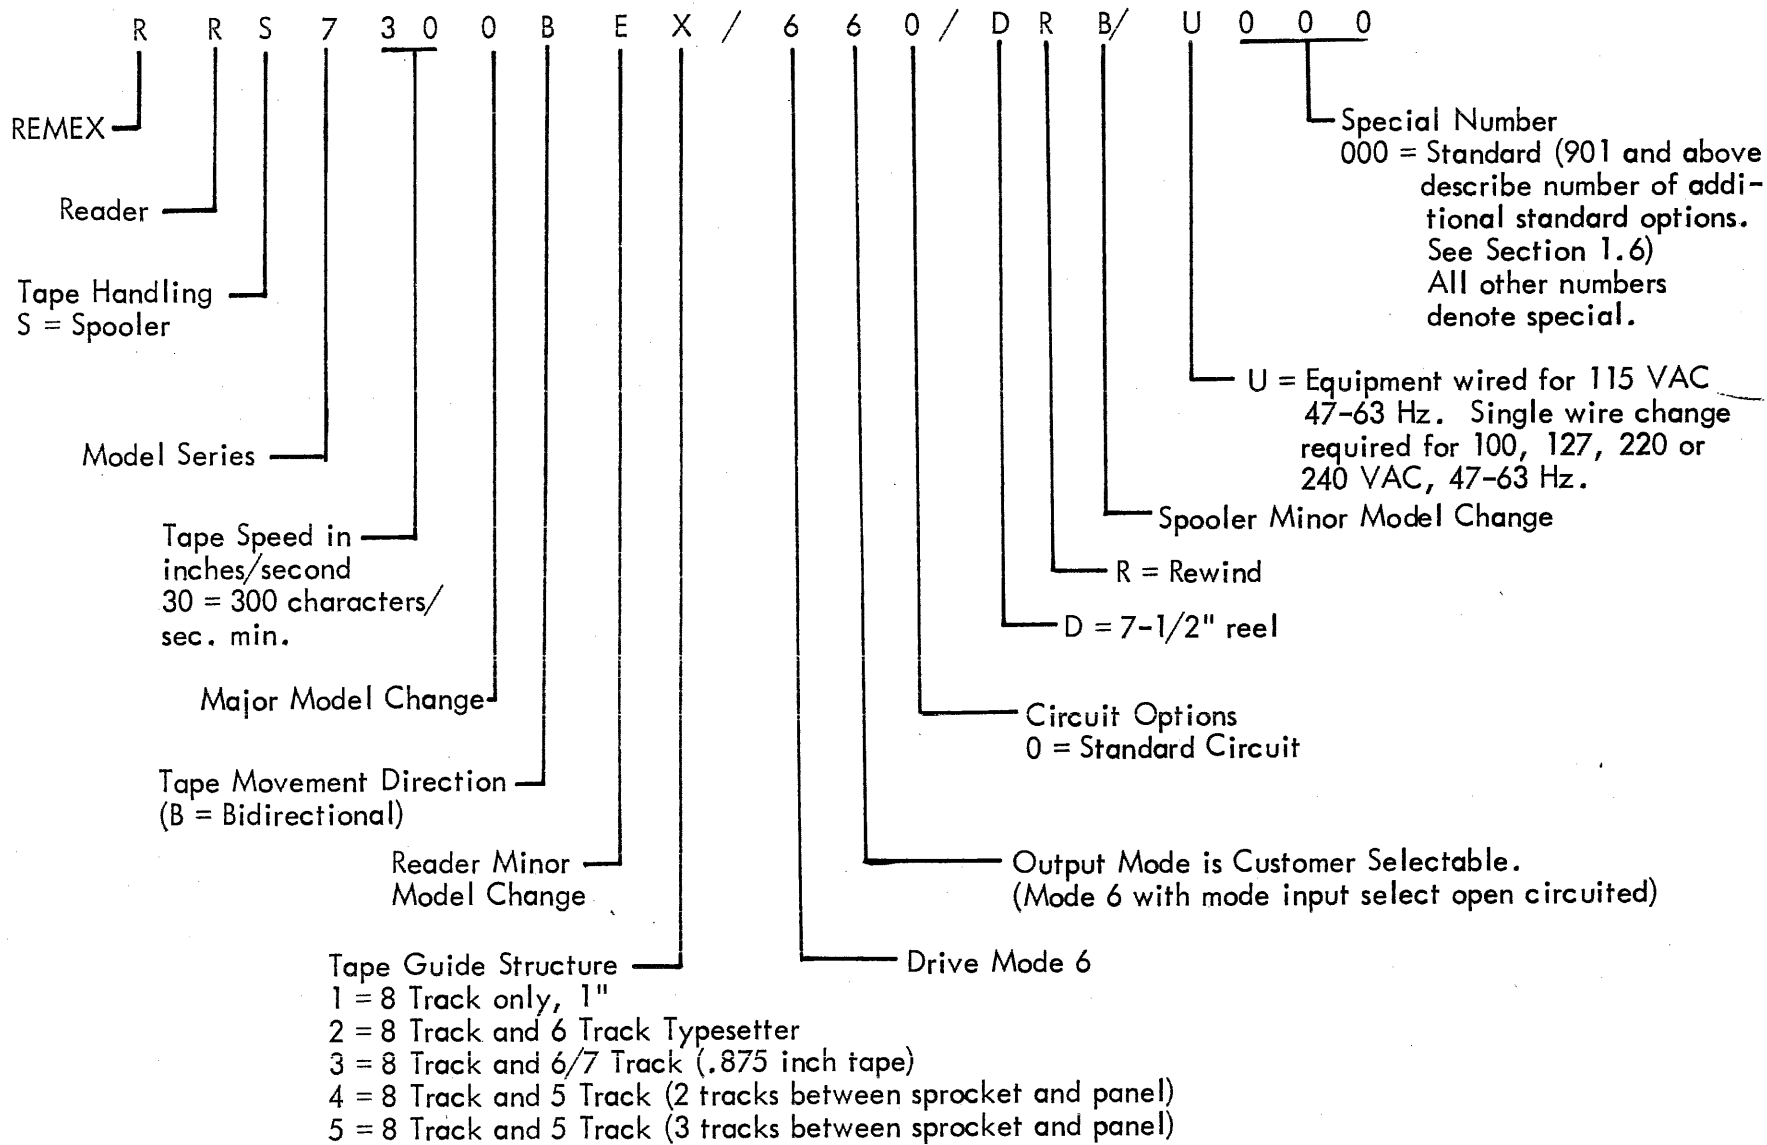 R R S 7 3 0 0 B E X / 6 6 0 / D R B / U 0 0 0
REMEX
Reader
Tape Handling
S = Spooler
Model Series
Tape Speed in
inches/second
30 = 300 characters/
sec. min.
Major Model Change
Tape Movement Direction
(B = Bidirectional)
Reader Minor
Model Change
Tape Guide Structure
1 = 8 Track only, 1"
2 = 8 Track and 6 Track Typesetter
3 = 8 Track and 6/7 Track (.875 inch tape)
4 = 8 Track and 5 Track (2 tracks between sprocket and panel)
5 = 8 Track and 5 Track (3 tracks between sprocket and panel)
Special Number
000 = Standard (901 and above
describe number of addi-
tional standard options.
See Section 1.6)
All other numbers
denote special.
U = Equipment wired for 115 VAC
47-63 Hz. Single wire change
required for 100, 127, 220 or
240 VAC, 47-63 Hz.
Spooler Minor Model Change
R = Rewind
D = 7-1/2" reel
Circuit Options
0 = Standard Circuit
Output Mode is Customer Selectable.
(Mode 6 with mode input select open circuited)
Drive Mode 6